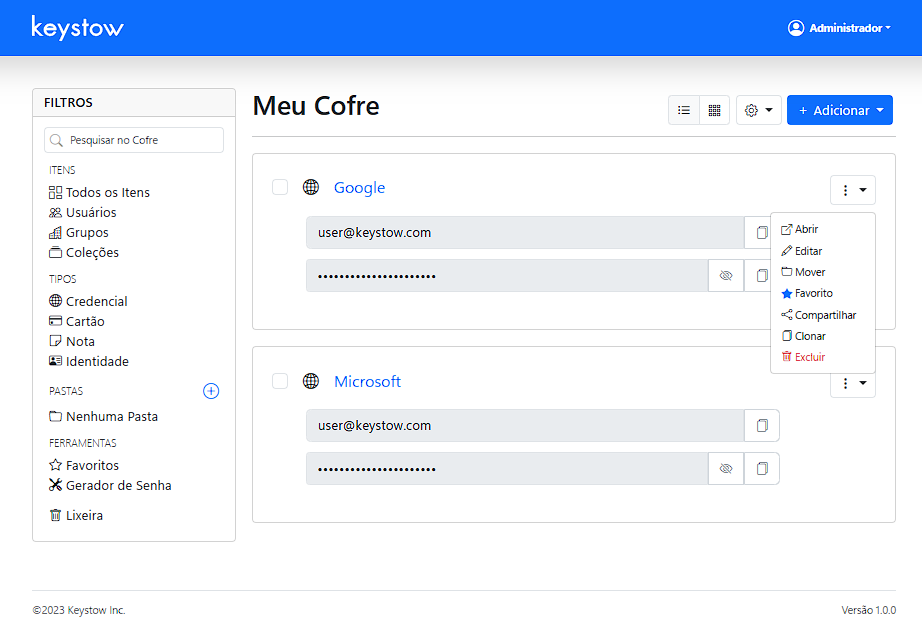 keystow
Administrador
FILTROS
Pesquisar no Cofre
ITENS
Todos os Itens
Usuários
Grupos
Coleções
TIPOS
Credencial
Cartão
Nota
Identidade
PASTAS
Nenhuma Pasta
FERRAMENTAS
Favoritos
Gerador de Senha
Lixeira
Meu Cofre
+ Adicionar
Google
user@keystow.com
••••••••••••••••••••••
Abrir
Editar
Mover
Favorito
Compartilhar
Clonar
Excluir
Microsoft
user@keystow.com
••••••••••••••••••••••
©2023 Keystow Inc.
Versão 1.0.0